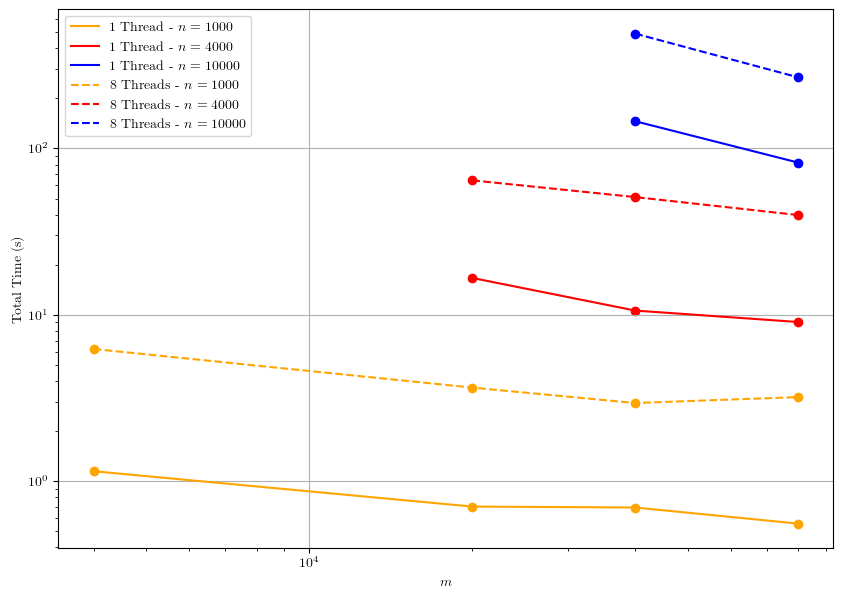 1 Thread - n = 1000
1 Thread - n = 4000
1 Thread - n = 10000
8 Threads - n = 1000
8 Threads - n = 4000
8 Threads - n = 10000
Total Time (s)
10²
10¹
10⁰
10⁴
m